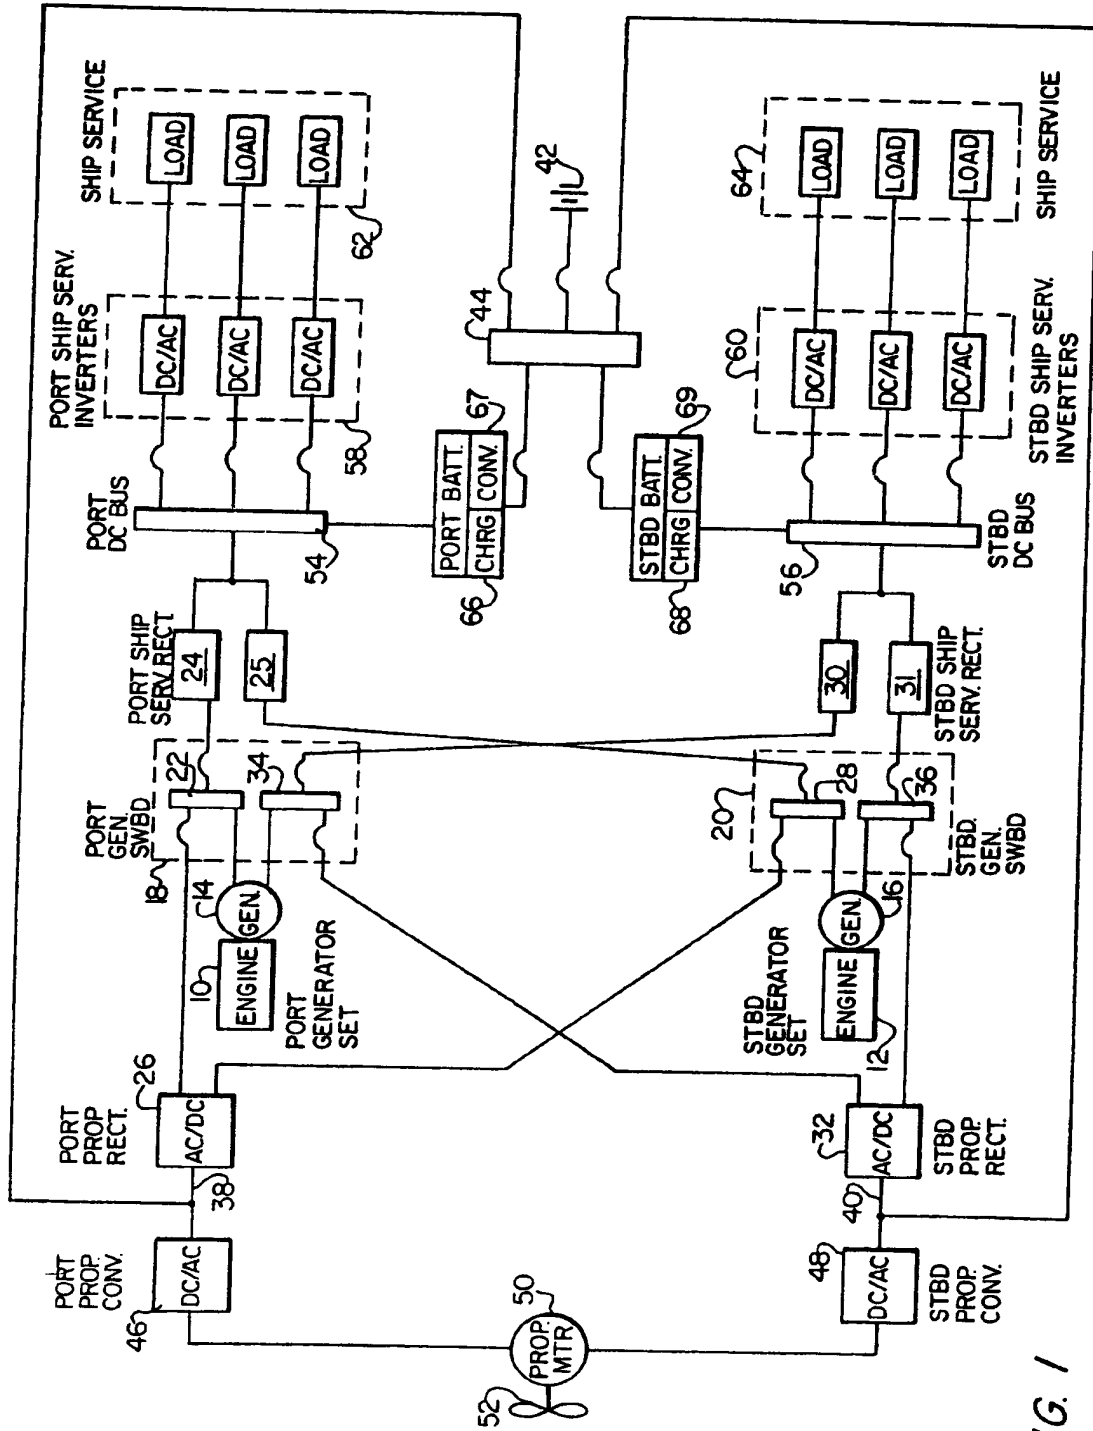 SHIP SERVICE
LOAD
LOAD
LOAD
62
PORT SHIP SERV.
INVERTERS
DC/AC
DC/AC
DC/AC
58
PORT
DC BUS
54
PORT SHIP
SERV. RECT.
24
25
PORT
GEN.
SWBD
22
34
18
14
GEN.
10
ENGINE
PORT
GENERATOR
SET
PORT
PROP
RECT.
26
AC/DC
38
PORT
PROP.
CONV.
DC/AC
46
42
44
PORT BATT.
CHRG
CONV.
67
66
STBD BATT.
CHRG
CONV.
69
68
50
PROP.
MTR.
52
64
LOAD
LOAD
LOAD
SHIP SERVICE
60
DC/AC
DC/AC
DC/AC
STBD SHIP SERV.
INVERTERS
56
STBD
DC BUS
30
31
STBD SHIP
SERV. RECT.
20
28
36
STBD.
GEN.
SWBD
16
GEN.
ENGINE
12
STBD
GENERATOR
SET
32
AC/DC
STBD
PROP.
RECT.
40
48
DC/AC
STBD
PROP.
CONV.